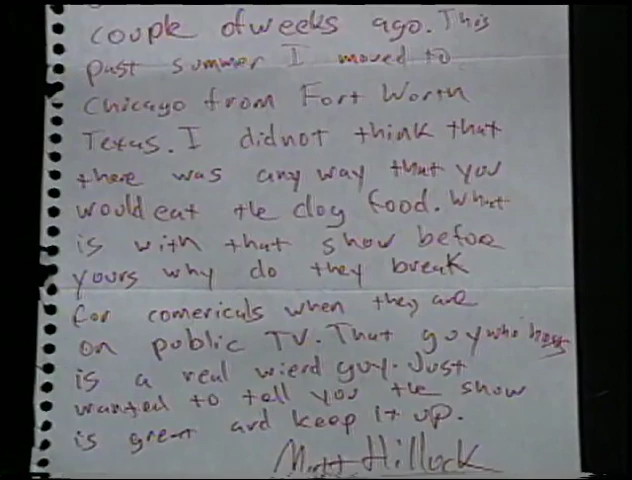 couple of weeks ago. This
past summer I moved to
Chicago from Fort Worth
Texas. I didnot think that
there was any way that you
would eat the dog food. What
is with that show before
yours why do they break
for comericals when they are
on public TV. That guy who
is a real wierd guy. Just
wanted to tell you the show
is great and keep it up.
Matt Hillock